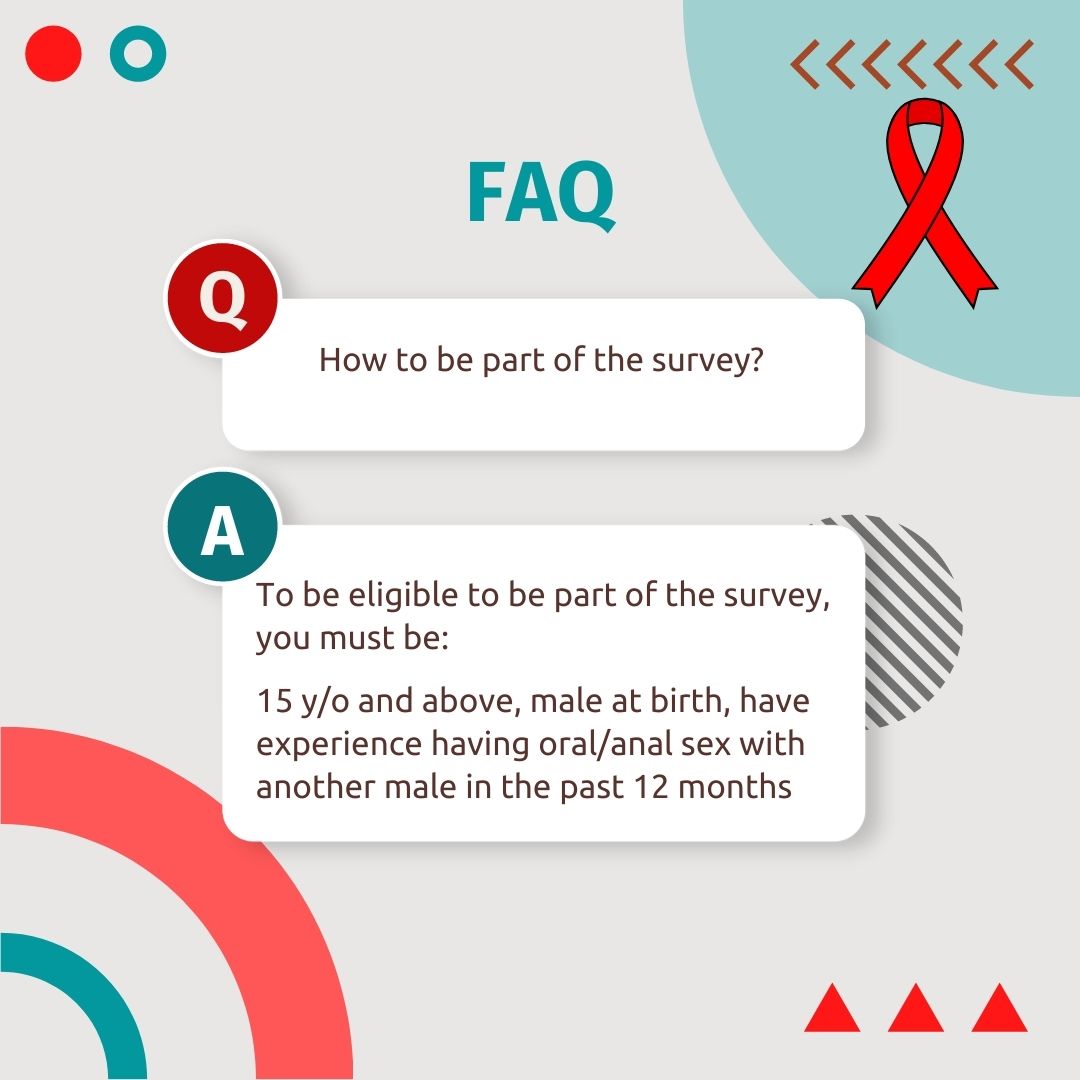 FAQ
Q
How to be part of the survey?
A
To be eligible to be part of the survey,
you must be:
15 y/o and above, male at birth, have
experience having oral/anal sex with
another male in the past 12 months